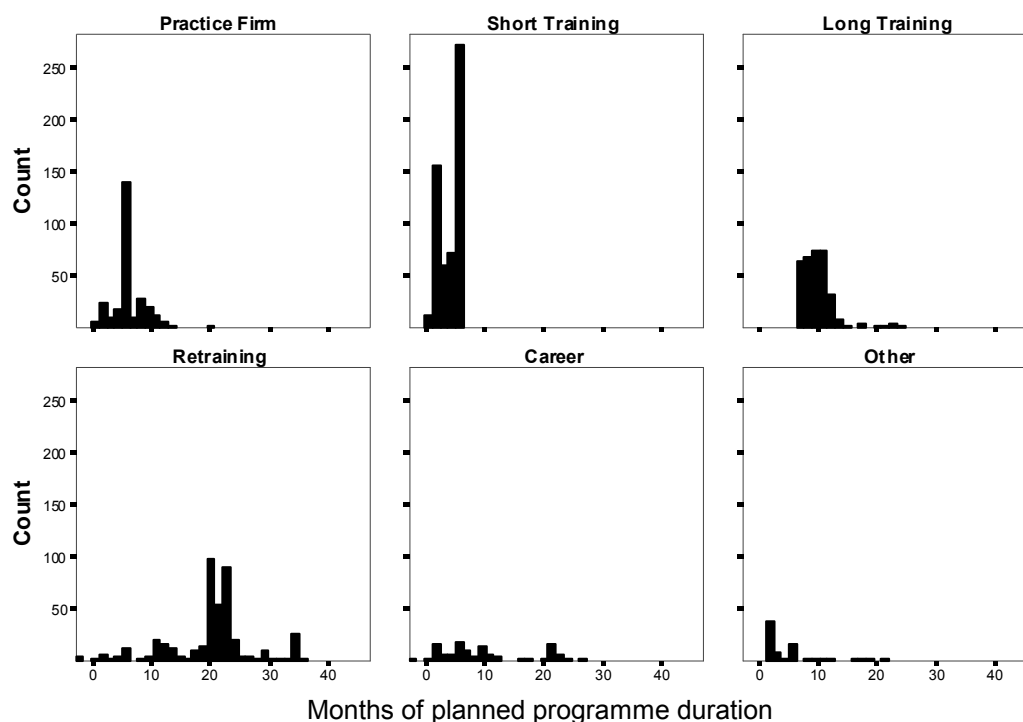 Practice Firm Short Training Long Training
250
200
150
100
50
Count
Retraining Career Other
250
200
150
100
50
Count
0 10 20 30 40 0 10 20 30 40 0 10 20 30 40
Months of planned programme duration